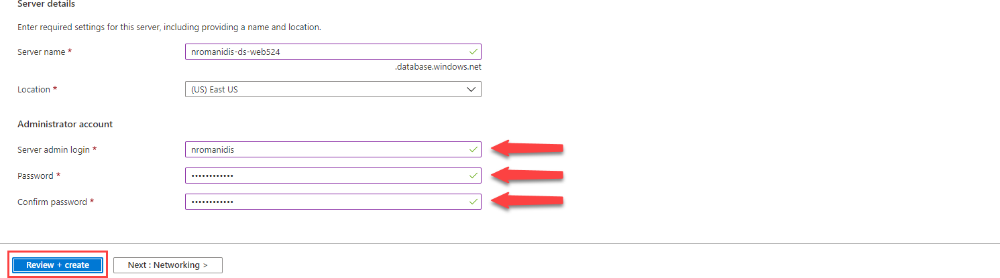 Server details
Enter required settings for this server, including providing a name and location.
Server name *
nromanidis-ds-web524
.database.windows.net
Location *
(US) East US
Administrator account
Server admin login *
nromanidis
Password *
••••••••••••
Confirm password *
••••••••••••
Review + create
Next : Networking >